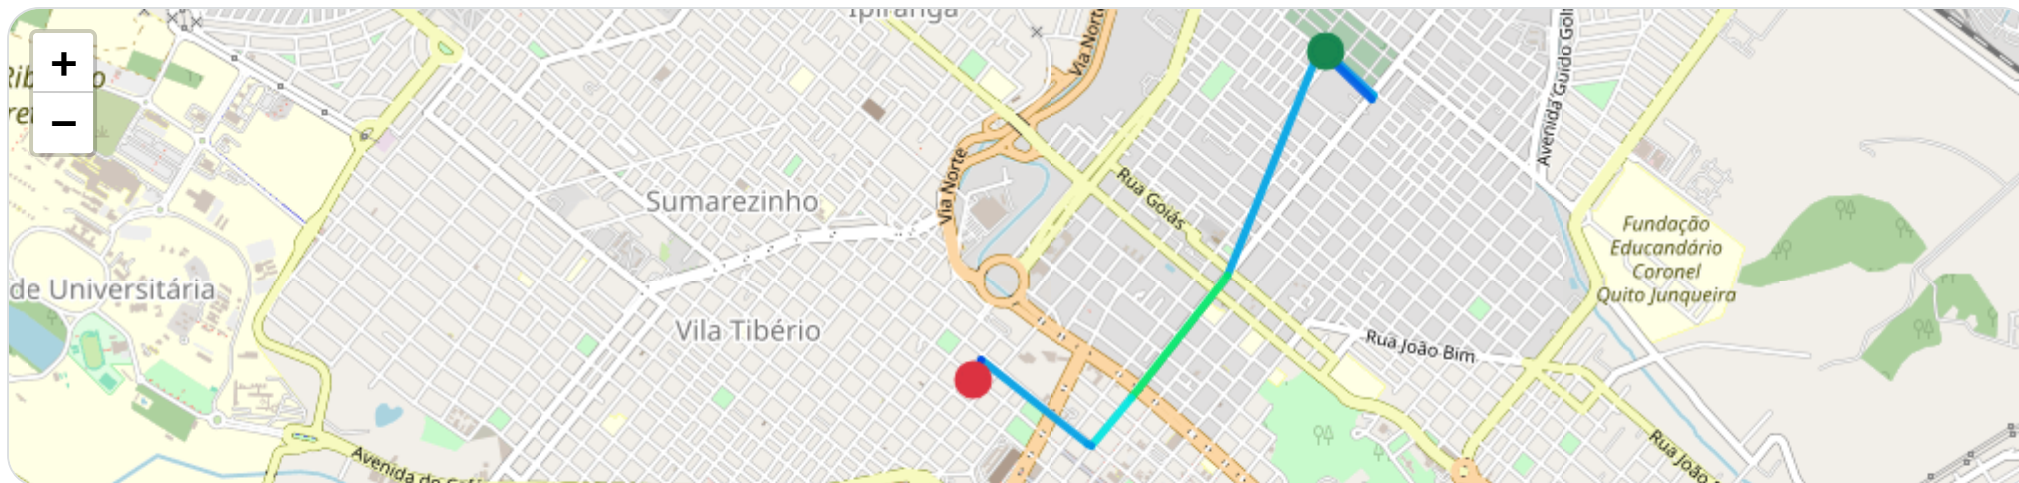 Ipiranga
+
−
Via Norte
Avenida Guido Gol
Sumarezinho
Via Norte
Rua Goiás
Fundação
Educandário
Coronel
Quito Junqueira
de Universitária
Vila Tibério
Rua João Bim
Avenida do Café
Rua João